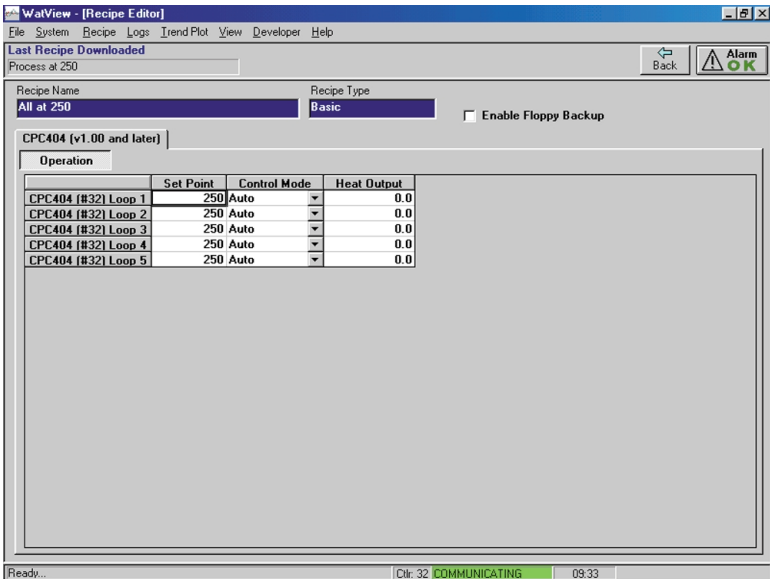 WatView - [Recipe Editor]
File System Recipe Logs Trend Plot View Developer Help
Last Recipe Downloaded
Process at 250
Back
Alarm
OK
Recipe Name Recipe Type
All at 250 Basic
Enable Floppy Backup
CPC404 (v1.00 and later)
Operation
Set Point Control Mode Heat Output
CPC404 (#32) Loop 1 250 Auto 0.0
CPC404 (#32) Loop 2 250 Auto 0.0
CPC404 (#32) Loop 3 250 Auto 0.0
CPC404 (#32) Loop 4 250 Auto 0.0
CPC404 (#32) Loop 5 250 Auto 0.0
Ready... Ctlr: 32 COMMUNICATING 09:33